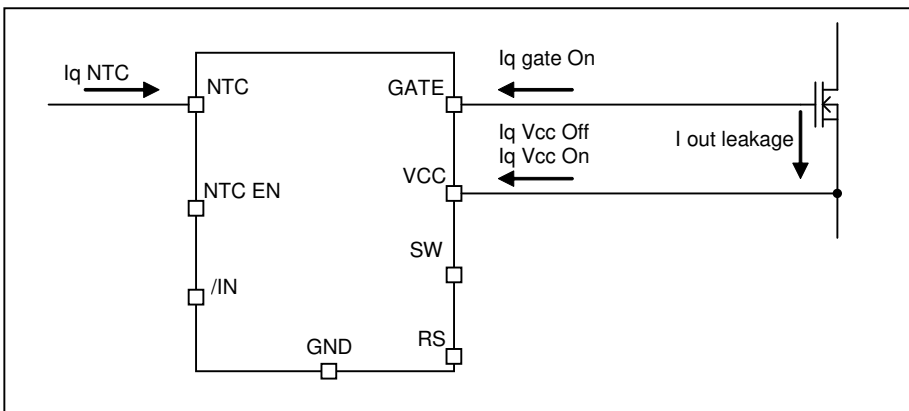 Iq NTC
NTC
GATE
Iq gate On
Iq Vcc Off
Iq Vcc On
I out leakage
VCC
NTC EN
SW
/IN
RS
GND